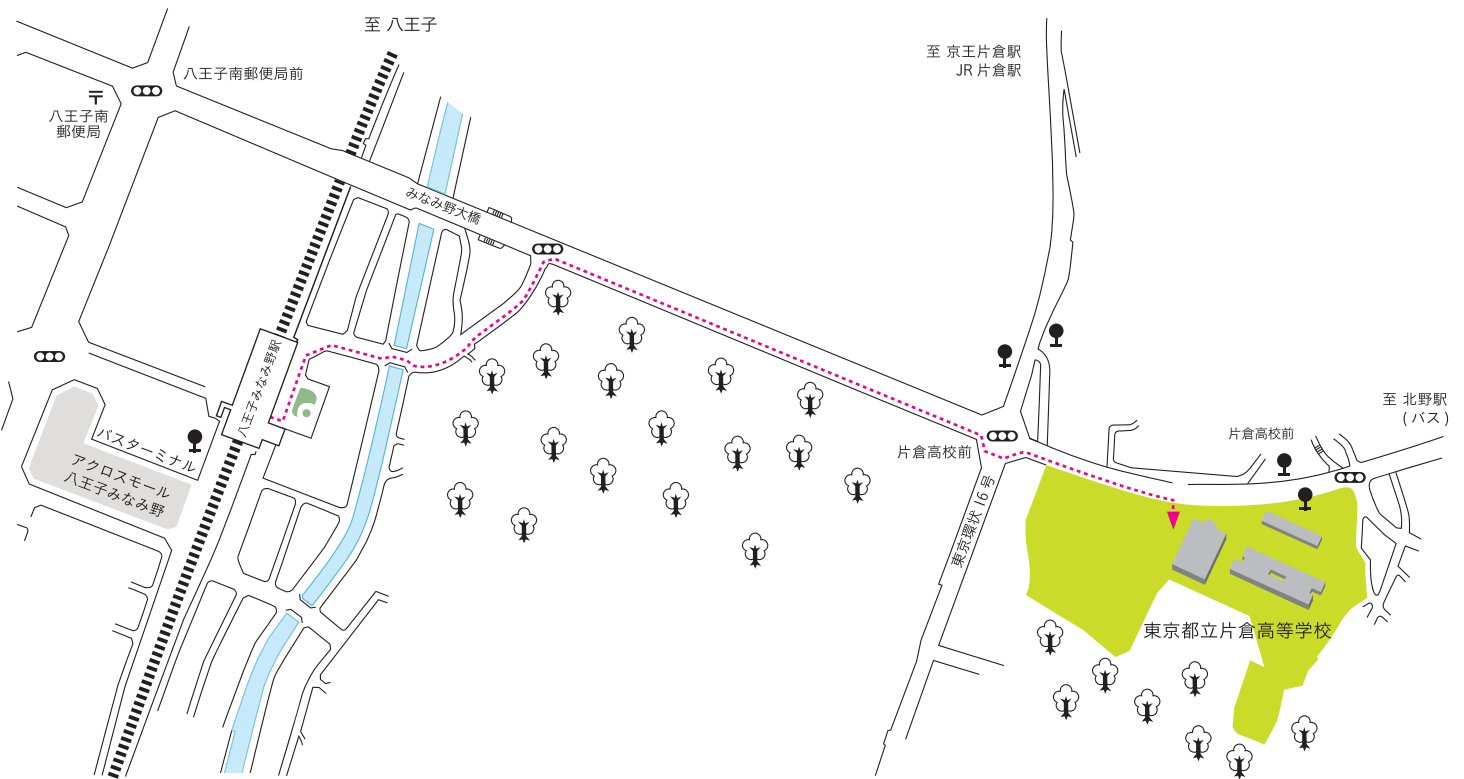 至 八王子
八王子南郵便局前
八王子南
郵便局
至 京王片倉駅
JR 片倉駅
みなみ野大橋
八王子みなみ野駅
バスターミナル
アクロスモール
八王子みなみ野
片倉高校前
東京環状 16 号
至 北野駅
( バス )
片倉高校前
東京都立片倉高等学校